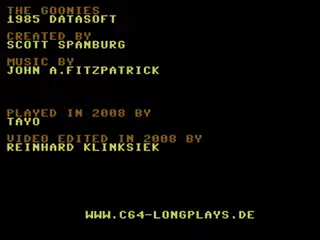 THE GOONIES
1985 DATASOFT
CREATED BY
SCOTT SPANBURG
MUSIC BY
JOHN A.FITZPATRICK
PLAYED IN 2008 BY
TAYO
VIDEO EDITED IN 2008 BY
REINHARD KLINKSIEK
WWW.C64-LONGPLAYS.DE